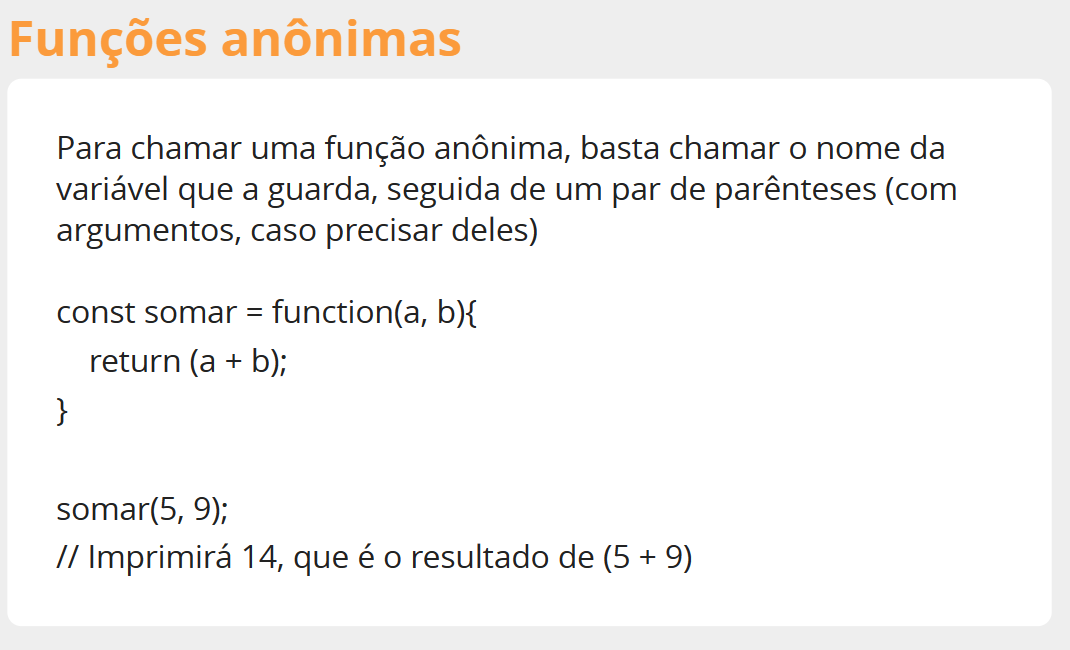 Funções anônimas
Para chamar uma função anônima, basta chamar o nome da
variável que a guarda, seguida de um par de parênteses (com
argumentos, caso precisar deles)
const somar = function(a, b){
return (a + b);
}
somar(5, 9);
// Imprimirá 14, que é o resultado de (5 + 9)